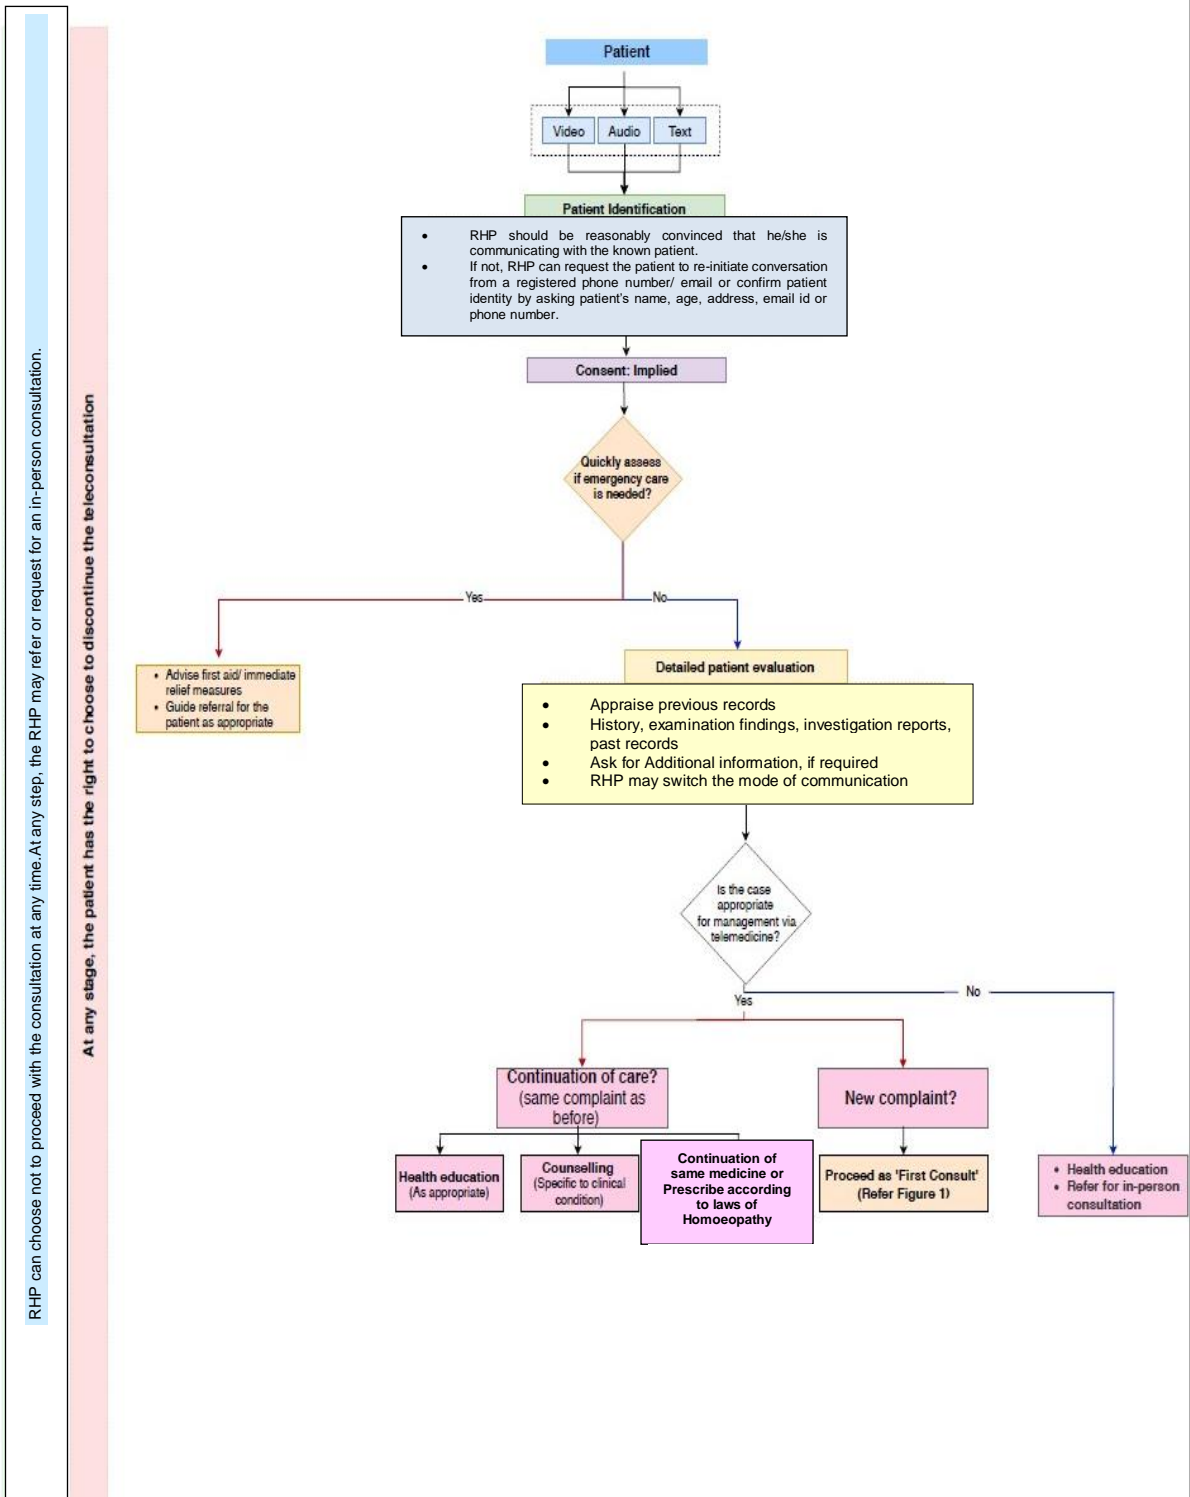 RHP can choose not to proceed with the consultation at any time.At any step, the RHP may refer or request for an in-person consultation.
At any stage, the patient has the right to choose to discontinue the teleconsultation
Patient
Video Audio Text
Patient Identification
• RHP should be reasonably convinced that he/she is
communicating with the known patient.
• If not, RHP can request the patient to re-initiate conversation
from a registered phone number/ email or confirm patient
identity by asking patient's name, age, address, email id or
phone number.
Consent: Implied
Quickly assess
if emergency care
is needed?
Yes
No
• Advise first aid/ immediate
relief measures
• Guide referral for the
patient as appropriate
Detailed patient evaluation
• Appraise previous records
• History, examination findings, investigation reports,
past records
• Ask for Additional information, if required
• RHP may switch the mode of communication
Is the case
appropriate
for management via
telemedicine?
Yes
No
Continuation of care?
(same complaint as
before)
New complaint?
Health education
(As appropriate)
Counselling
(Specific to clinical
condition)
Continuation of
same medicine or
Prescribe according
to laws of
Homoeopathy
Proceed as 'First Consult'
(Refer Figure 1)
• Health education
• Refer for in-person
consultation